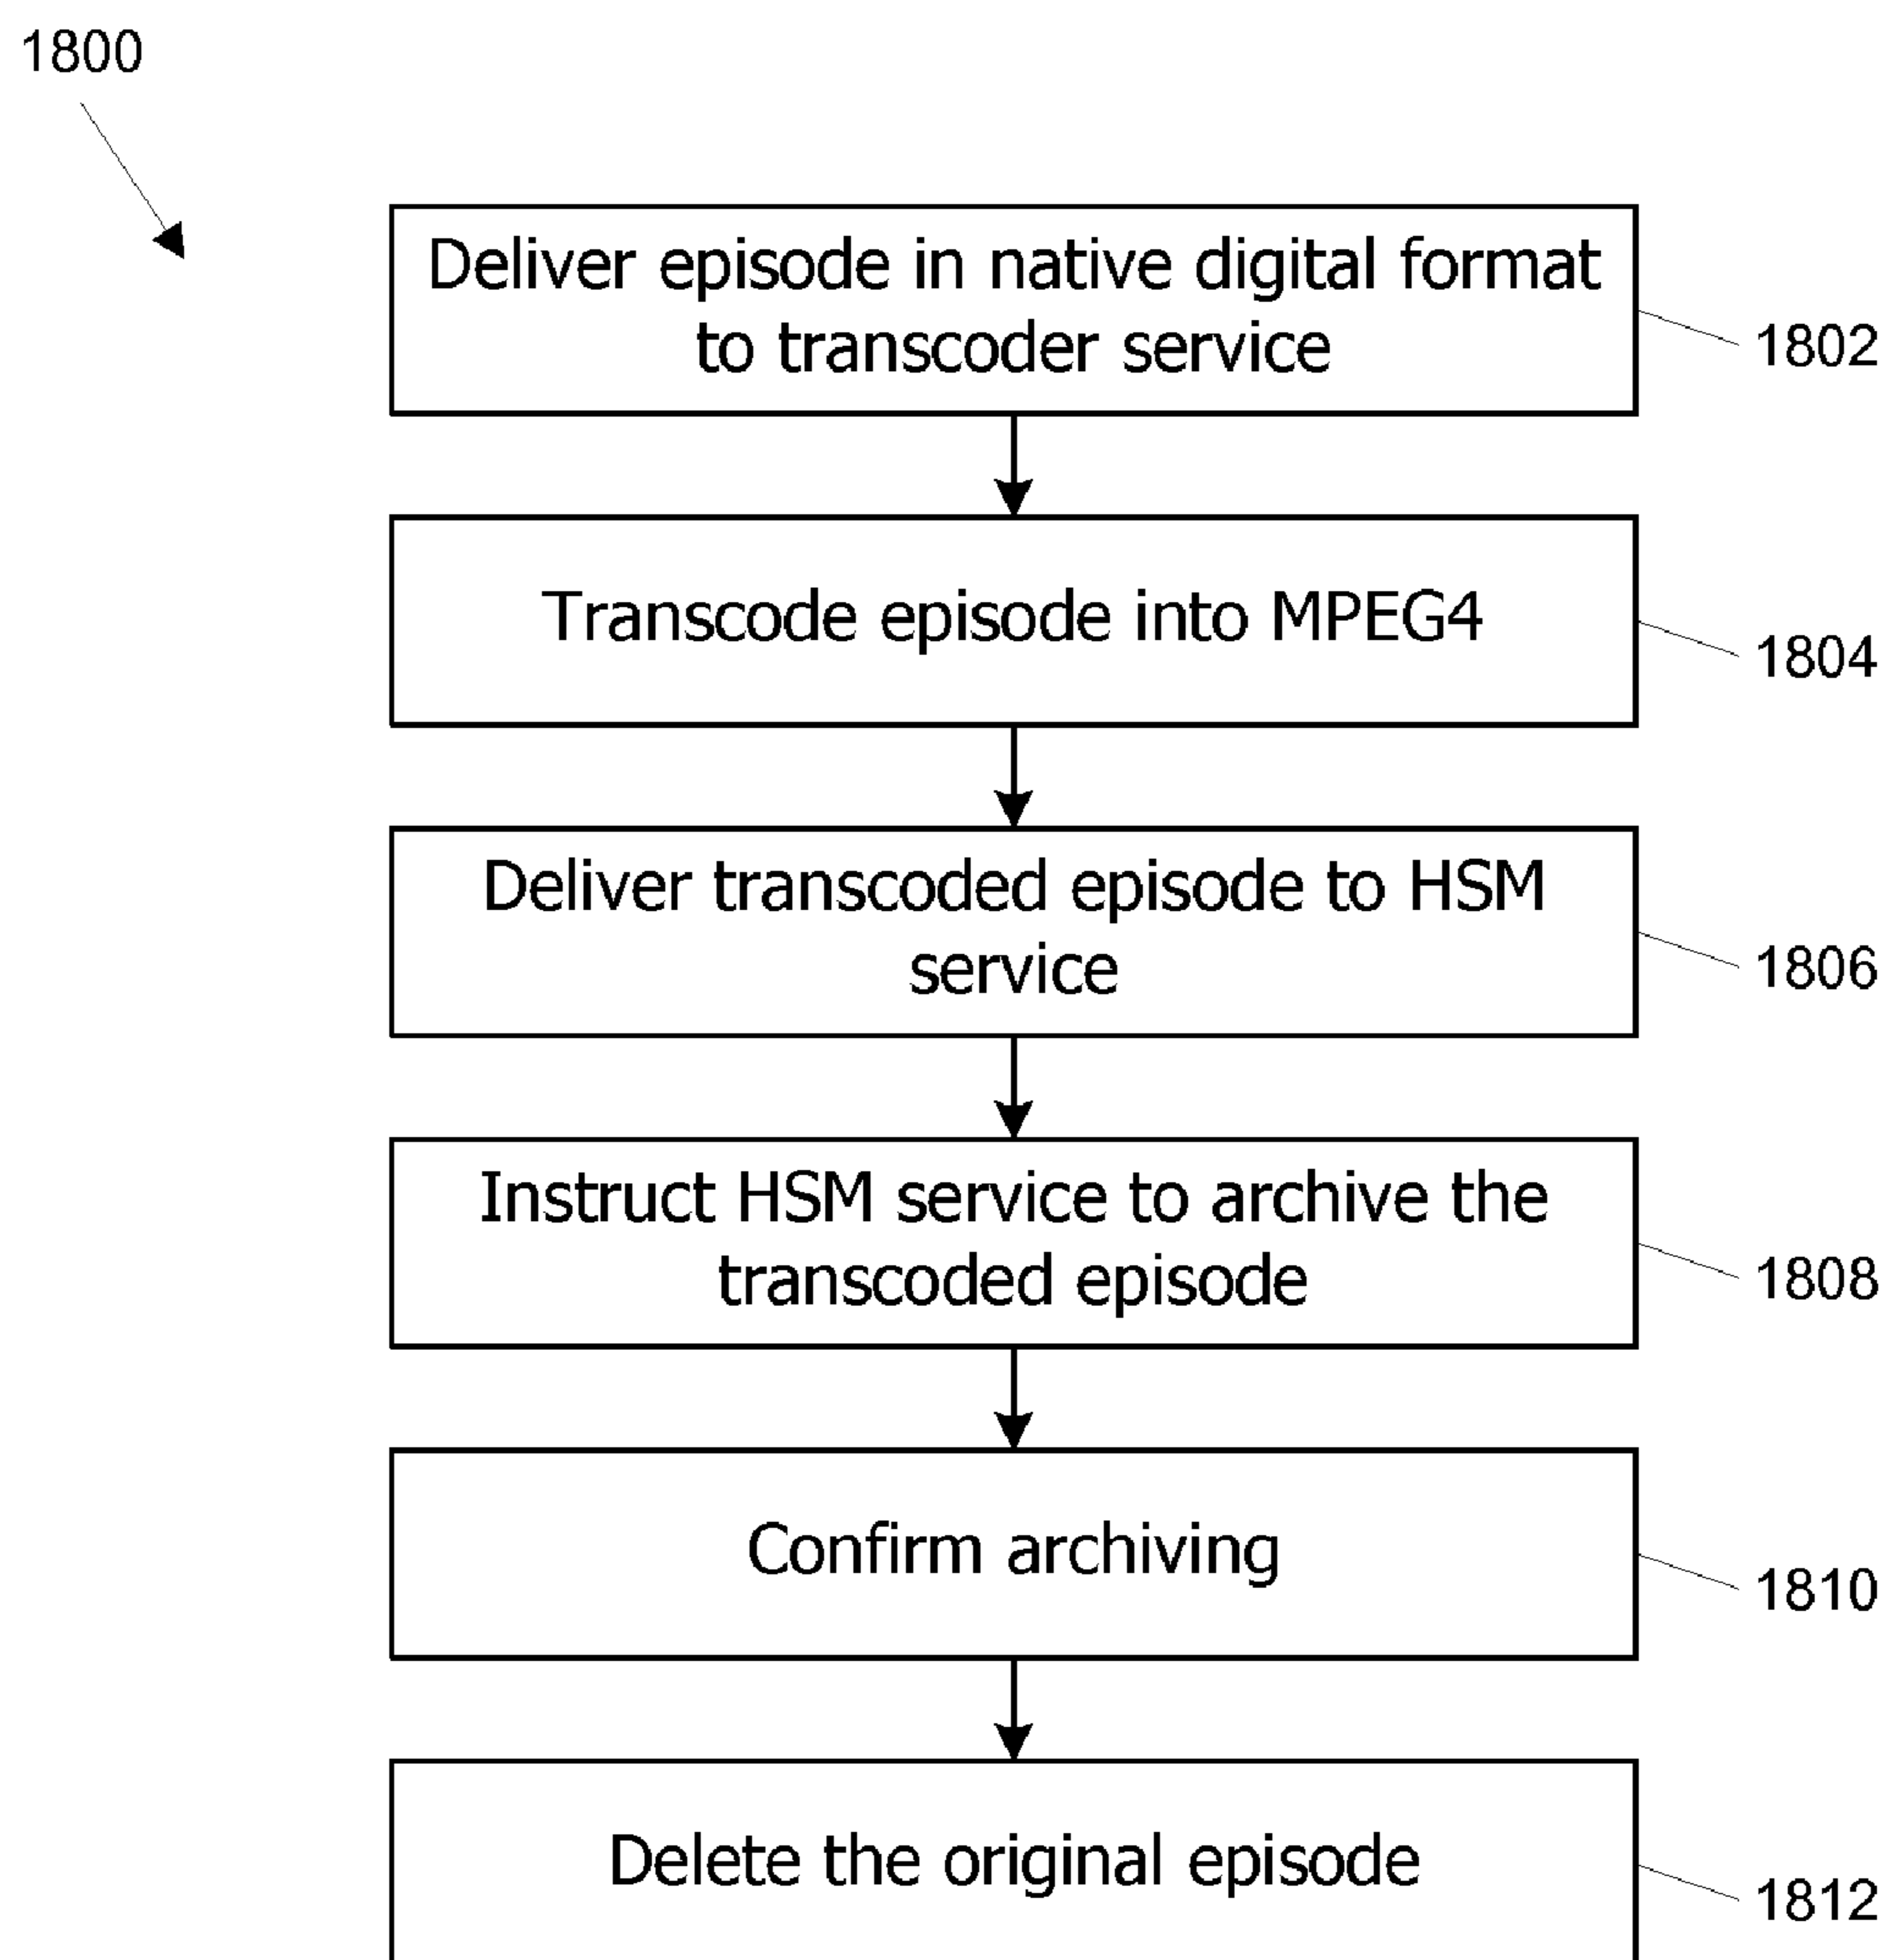 1800
Deliver episode in native digital format
to transcoder service
1802
Transcode episode into MPEG4
1804
Deliver transcoded episode to HSM
service
1806
Instruct HSM service to archive the
transcoded episode
1808
Confirm archiving
1810
Delete the original episode
1812